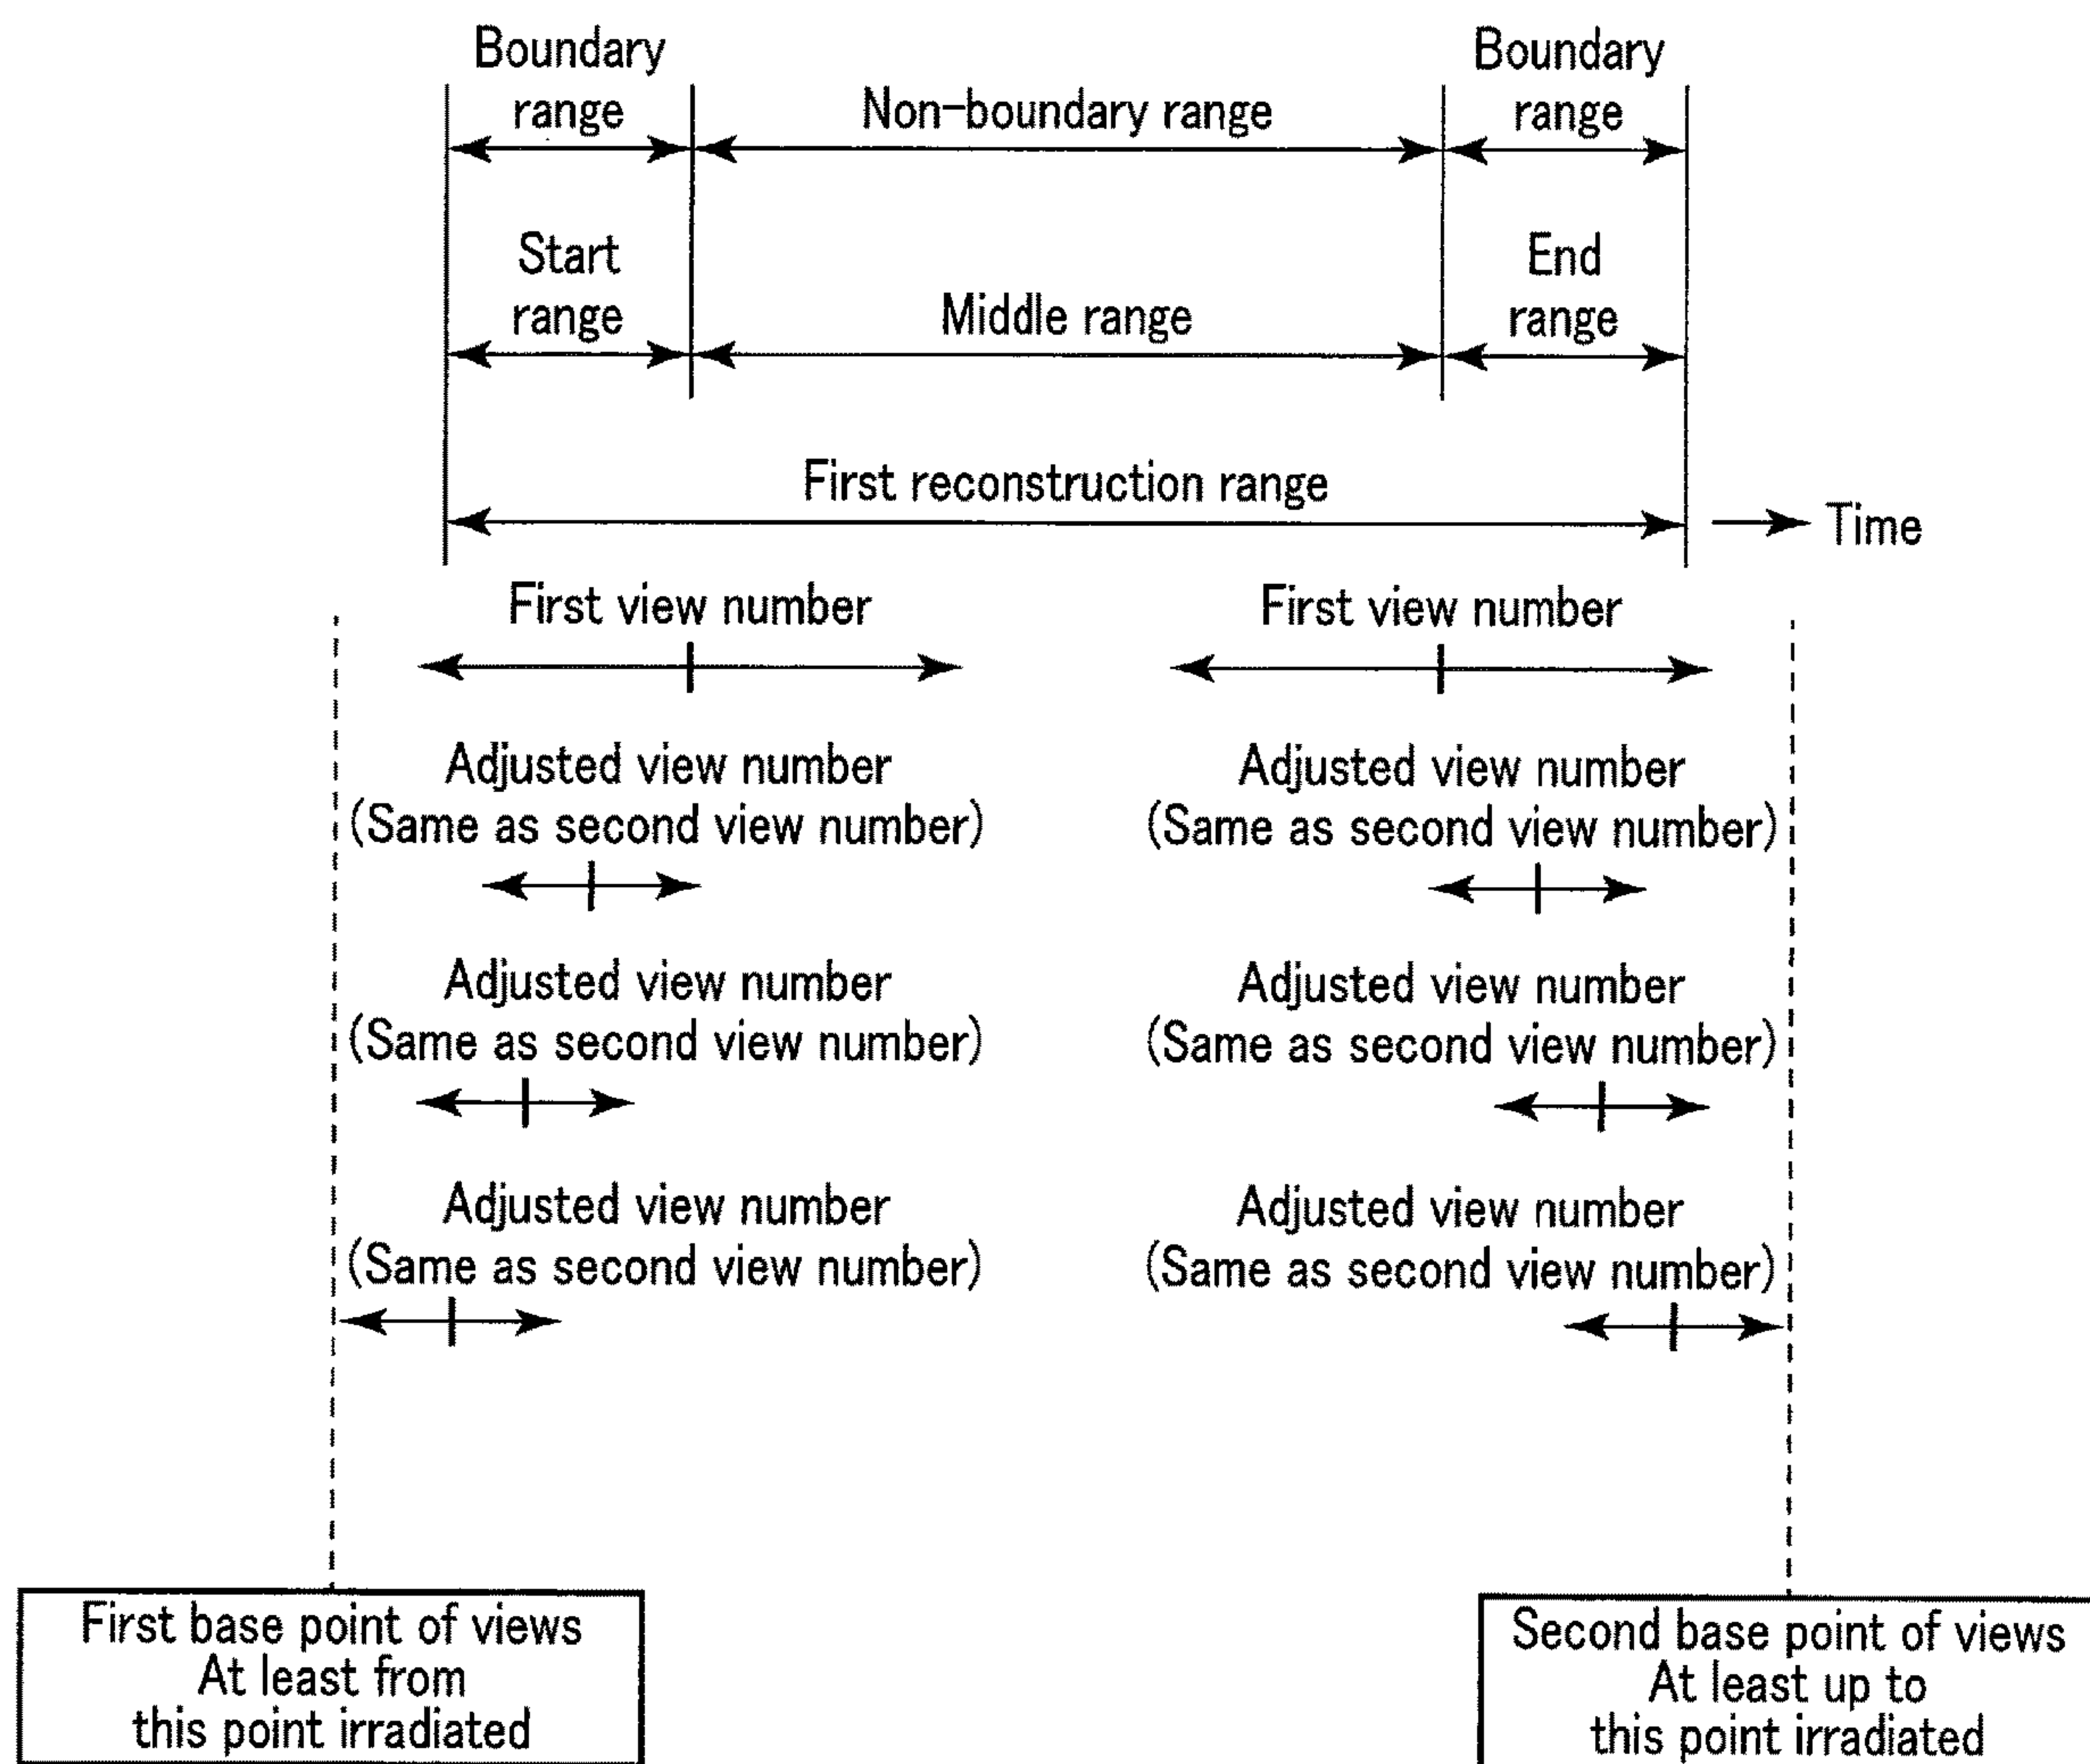 Boundary
range
Non-boundary range
Boundary
range
Start
range
Middle range
End
range
First reconstruction range
Time
First view number
First view number
Adjusted view number
(Same as second view number)
Adjusted view number
(Same as second view number)
Adjusted view number
(Same as second view number)
Adjusted view number
(Same as second view number)
Adjusted view number
(Same as second view number)
Adjusted view number
(Same as second view number)
First base point of views
At least from
this point irradiated
Second base point of views
At least up to
this point irradiated